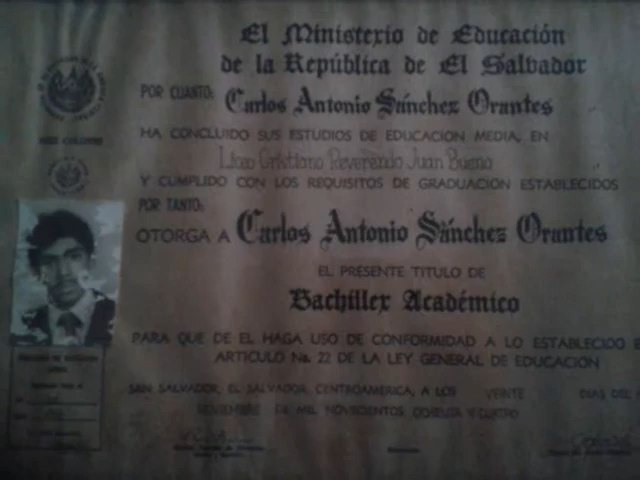 El Ministerio de Educación
de la República de El Salvador
POR CUANTO: Carlos Antonio Sánchez Orantes
HA CONCLUIDO SUS ESTUDIOS DE EDUCACION MEDIA, EN
Liceo Cristiano Reverendo Juan Bueno
Y CUMPLIDO CON LOS REQUISITOS DE GRADUACION ESTABLECIDOS
POR TANTO:
OTORGA A Carlos Antonio Sánchez Orantes
EL PRESENTE TITULO DE
Bachiller Académico
PARA QUE DE EL HAGA USO DE CONFORMIDAD A LO ESTABLECIDO E
ARTICULO No. 22 DE LA LEY GENERAL DE EDUCACION
SAN SALVADOR, EL SALVADOR, CENTROAMERICA, A LOS VEINTE DIAS DEL
NOVIEMBRE DE MIL NOVECIENTOS OCHENTA Y CUATRO